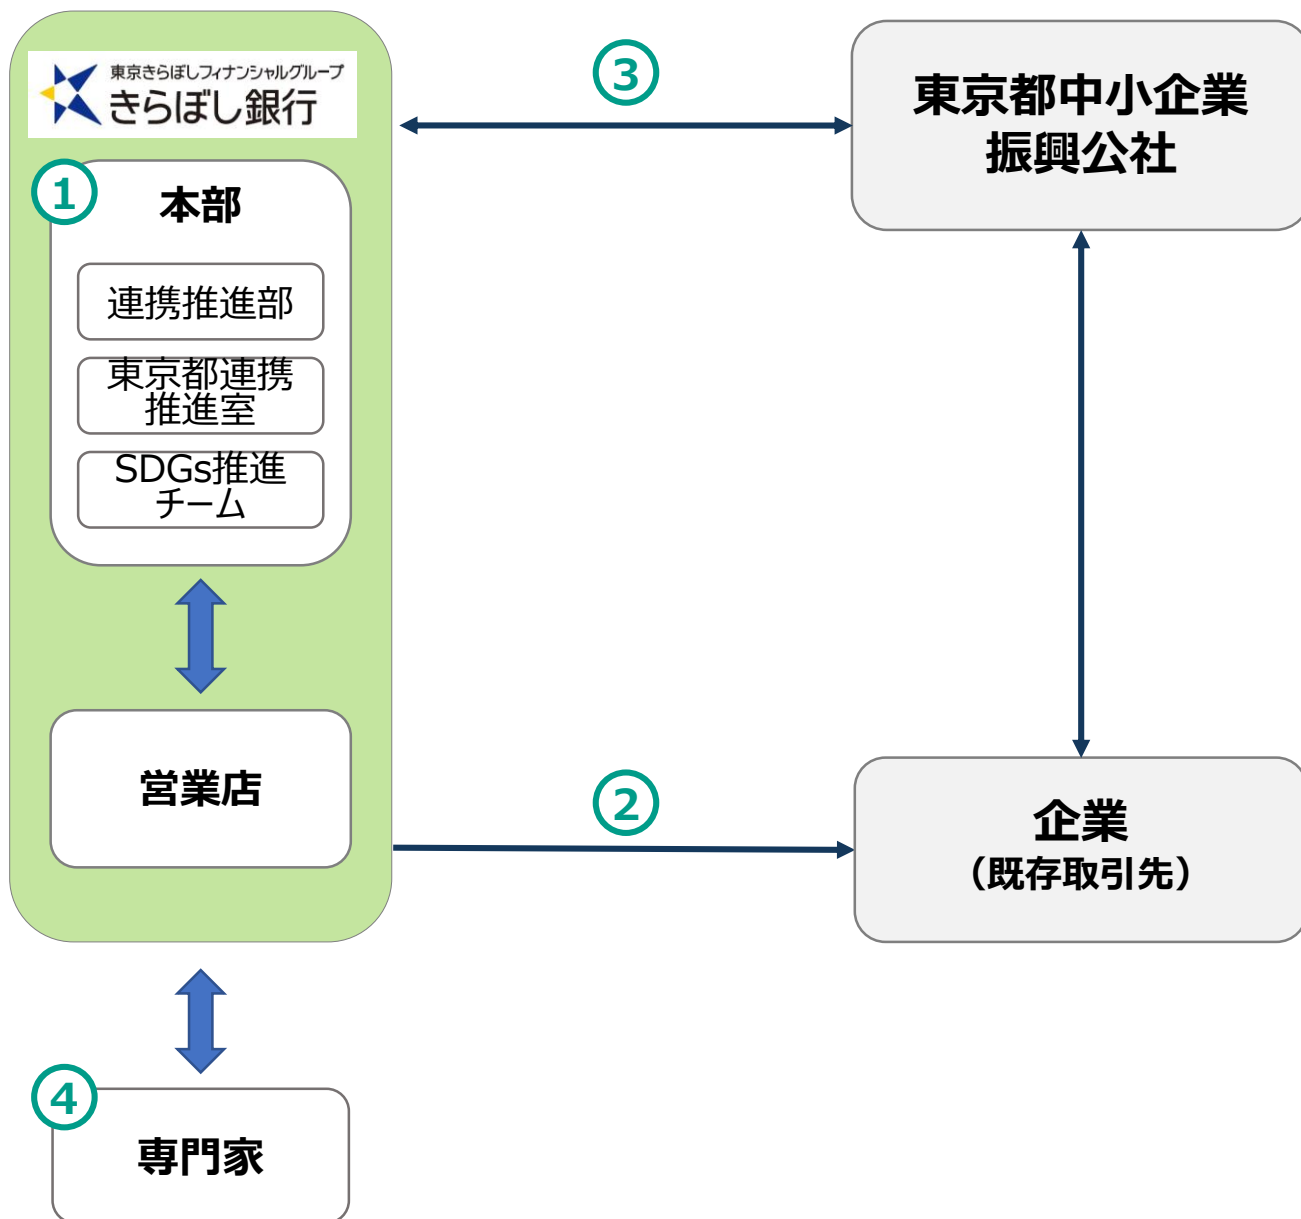 東京きらぼしフィナンシャルグループ
きらぼし銀行
①
本部
連携推進部
東京都連携
推進室
SDGs推進
チーム
営業店
③
東京都中小企業
振興公社
②
企業
（既存取引先）
④
専門家